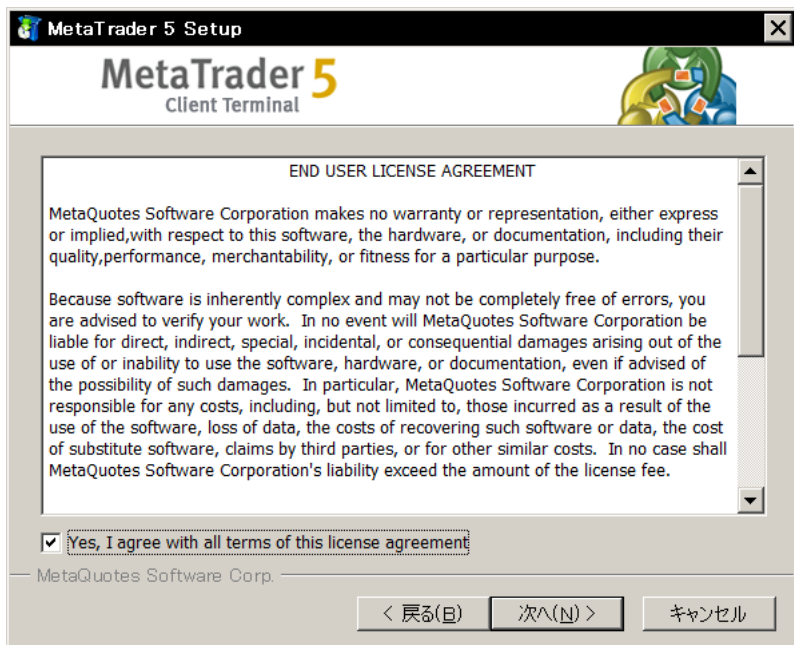 MetaTrader 5 Setup
MetaTrader 5
Client Terminal
END USER LICENSE AGREEMENT
MetaQuotes Software Corporation makes no warranty or representation, either express
or implied,with respect to this software, the hardware, or documentation, including their
quality,performance, merchantability, or fitness for a particular purpose.
Because software is inherently complex and may not be completely free of errors, you
are advised to verify your work.  In no event will MetaQuotes Software Corporation be
liable for direct, indirect, special, incidental, or consequential damages arising out of the
use of or inability to use the software, hardware, or documentation, even if advised of
the possibility of such damages.  In particular, MetaQuotes Software Corporation is not
responsible for any costs, including, but not limited to, those incurred as a result of the
use of the software, loss of data, the costs of recovering such software or data, the cost
of substitute software, claims by third parties, or for other similar costs.  In no case shall
MetaQuotes Software Corporation's liability exceed the amount of the license fee.
Yes, I agree with all terms of this license agreement
MetaQuotes Software Corp.
< 戻る(B)
次へ(N) >
キャンセル